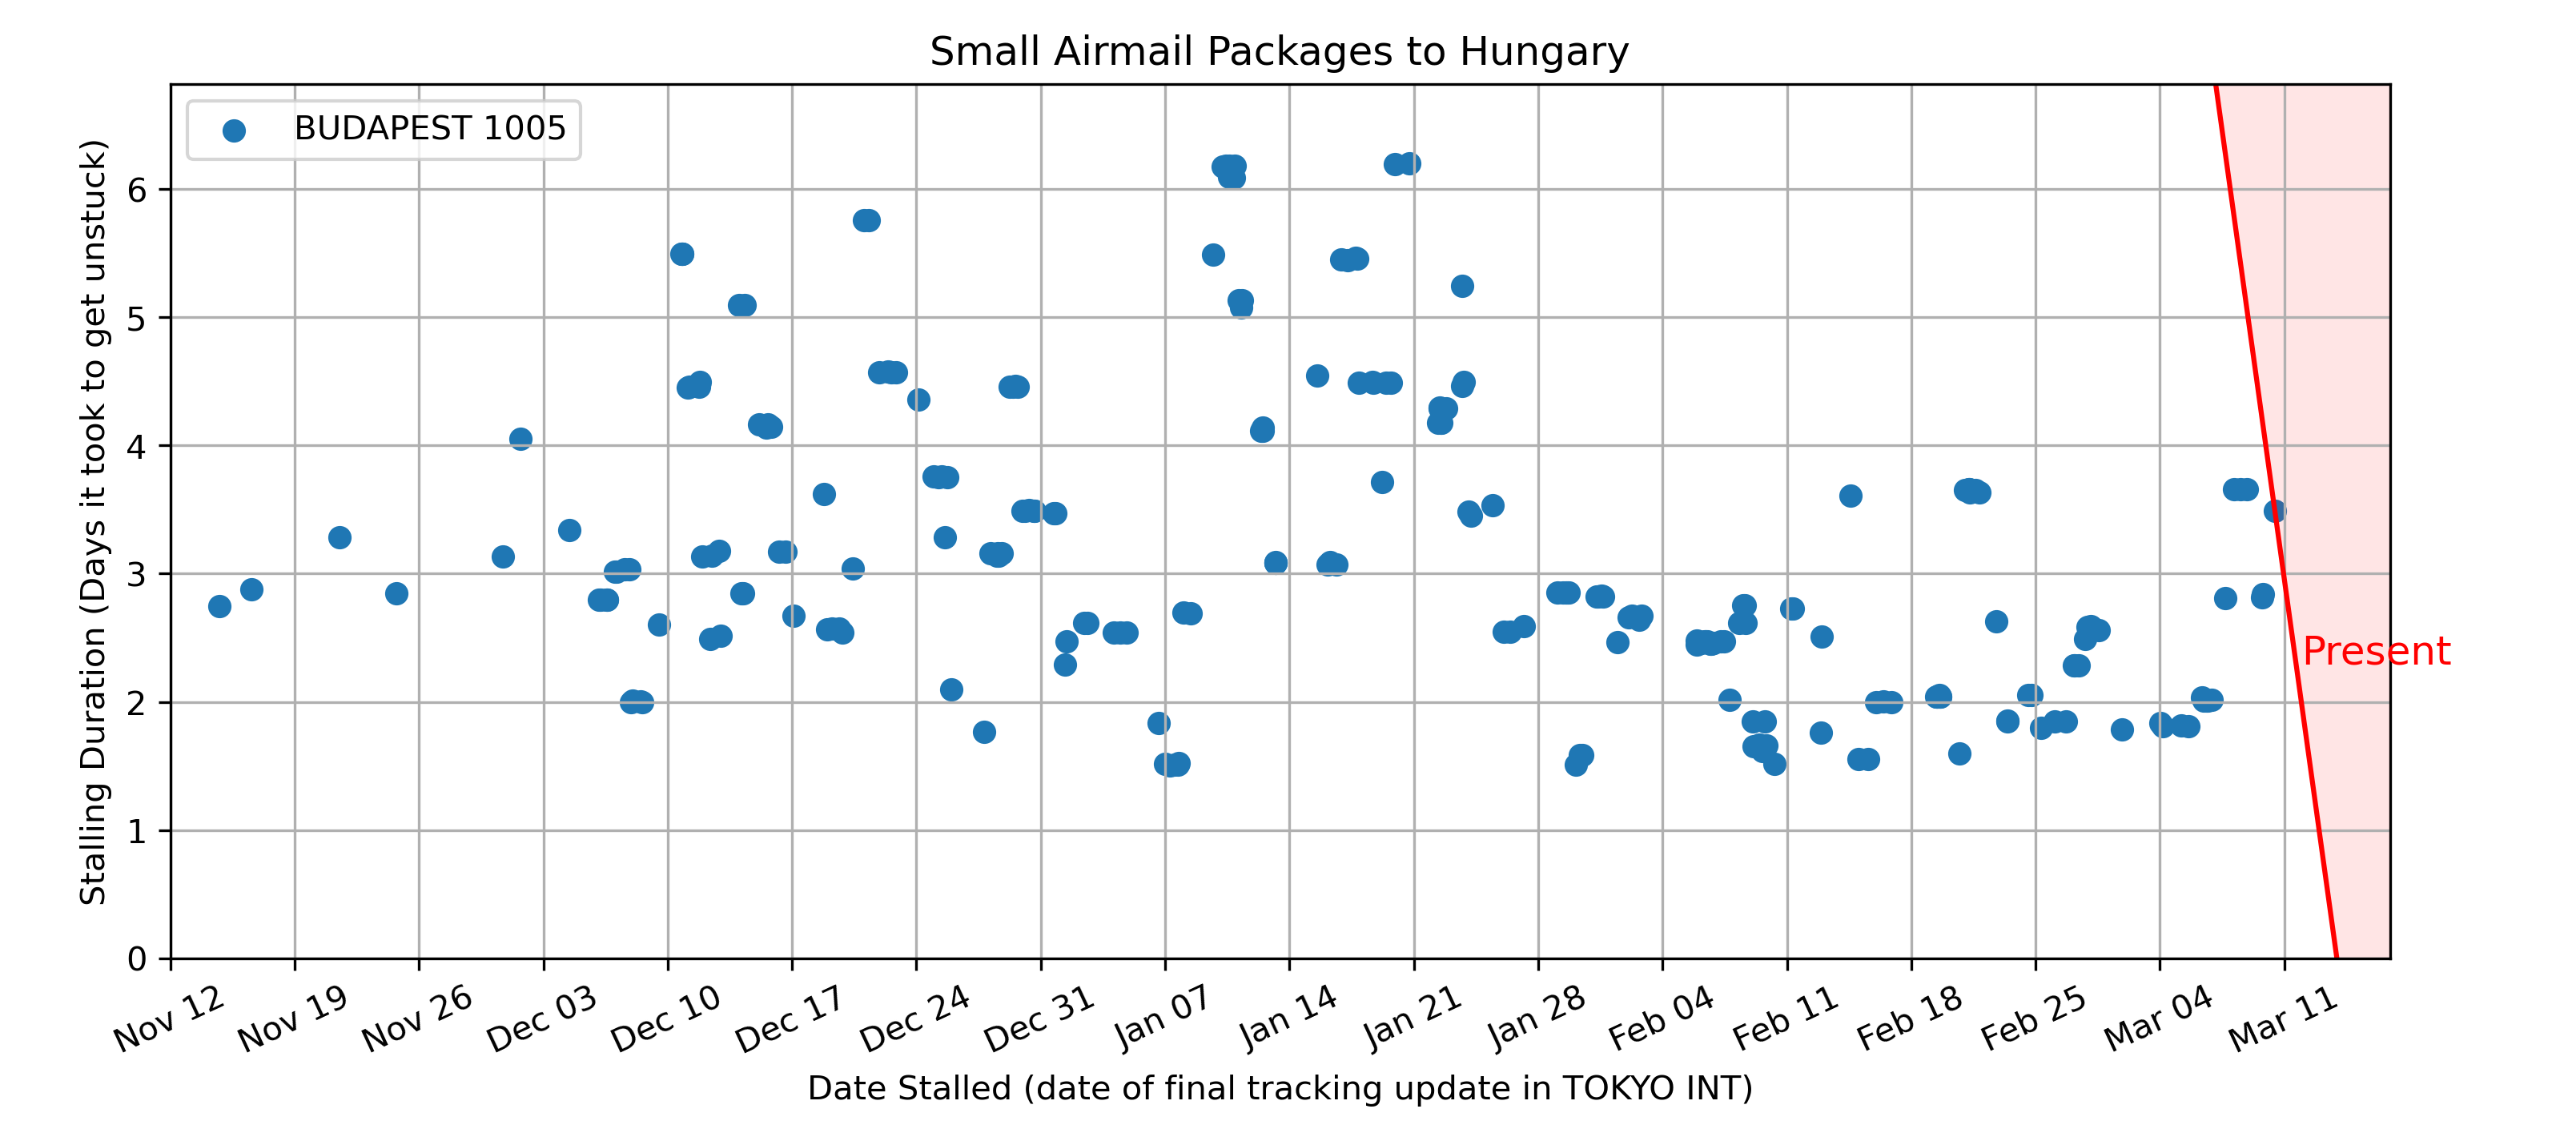 Small Airmail Packages to Hungary
BUDAPEST 1005
Stalling Duration (Days it took to get unstuck)
6
5
4
3
2
1
0
Present
Nov 12
Nov 19
Nov 26
Dec 03
Dec 10
Dec 17
Dec 24
Dec 31
Jan 07
Jan 14
Jan 21
Jan 28
Feb 04
Feb 11
Feb 18
Feb 25
Mar 04
Mar 11
Date Stalled (date of final tracking update in TOKYO INT)